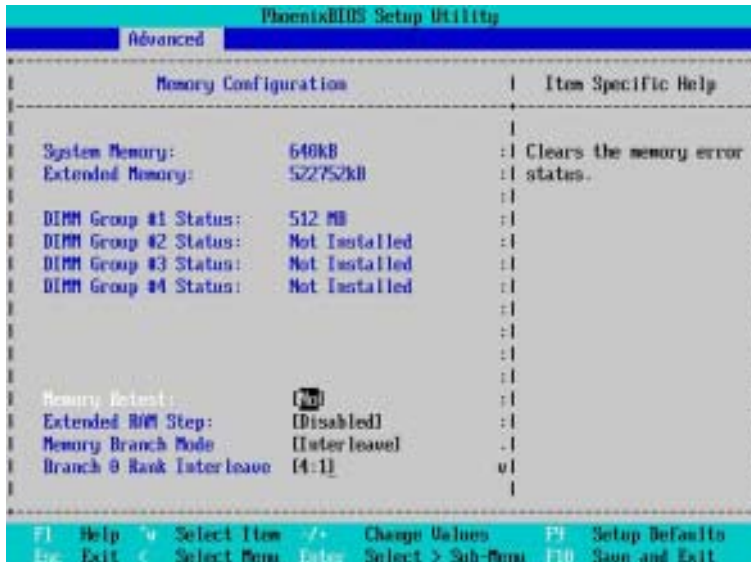 PhoenixBIOS Setup Utility
Advanced
Memory Configuration
Item Specific Help
System Memory: 640kB
Extended Memory: 522752kB
Clears the memory error
status.
DIMM Group #1 Status: 512 MB
DIMM Group #2 Status: Not Installed
DIMM Group #3 Status: Not Installed
DIMM Group #4 Status: Not Installed
Memory Retest: [No]
Extended RAM Step: [Disabled]
Memory Branch Mode [Interleave]
Branch 0 Rank Interleave [4:1]
F1 Help ^v Select Item -/+ Change Values F9 Setup Defaults
Esc Exit < Select Menu Enter Select > Sub-Menu F10 Save and Exit